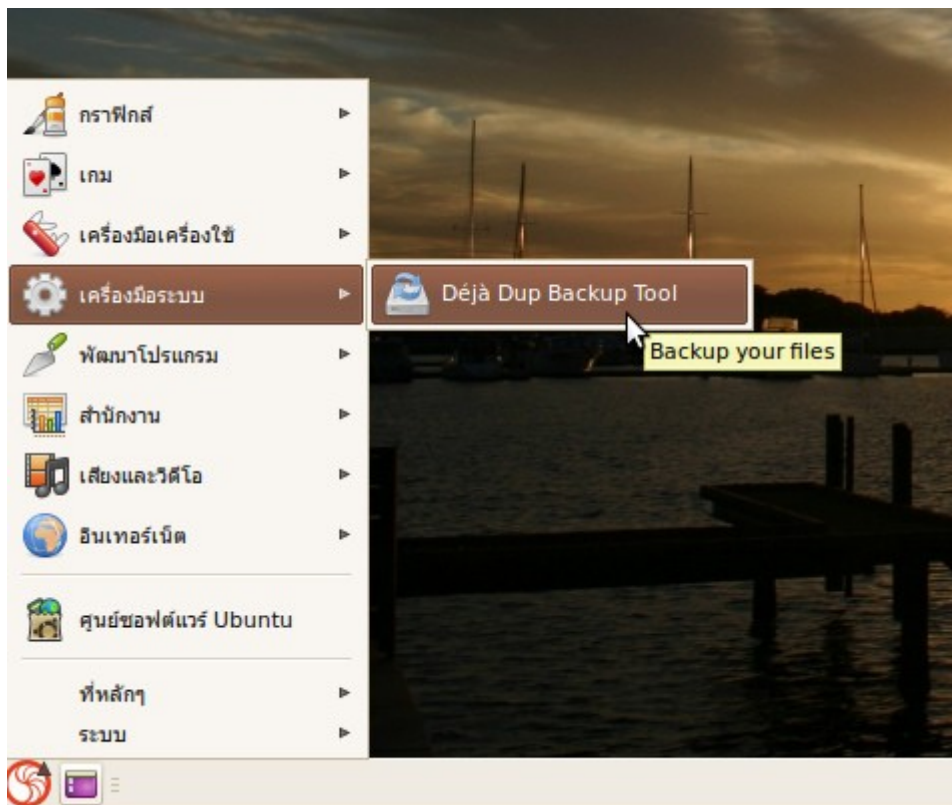 กราฟิกส์
เกม
เครื่องมือเครื่องใช้
เครื่องมือระบบ
Déjà Dup Backup Tool
Backup your files
พัฒนาโปรแกรม
สำนักงาน
เสียงและวิดีโอ
อินเทอร์เน็ต
ศูนย์ซอฟต์แวร์ Ubuntu
ที่หลักๆ
ระบบ